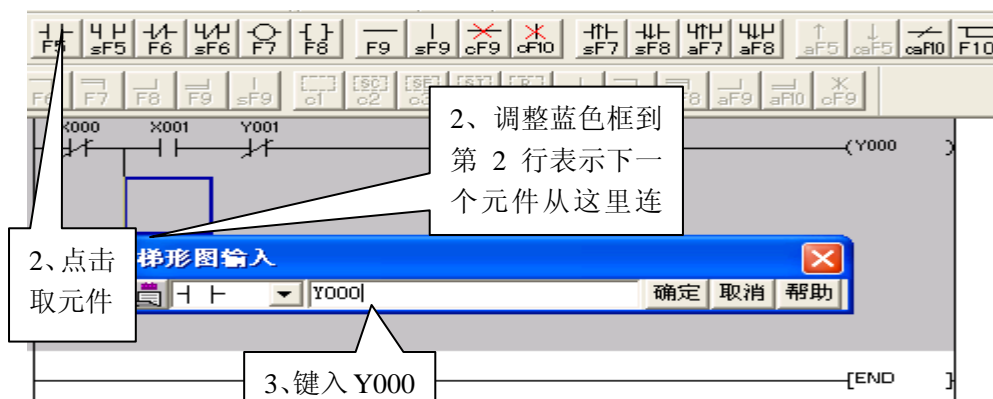 F5 sF5 F6 sF6 F7 F8 F9 sF9 cF9 cF10 sF7 sF8 aF7 aF8 aF5 caF5 caF10 F10
F6 F7 F8 F9 sF9 c1 c2 c3 F8 aF9 aF10 cF9
X000 X001 Y001
(Y000 )
2、调整蓝色框到
第 2 行表示下一
个元件从这里连
2、点击
取元件
梯形图输入
Y000
确定 取消 帮助
3、键入 Y000
[END ]